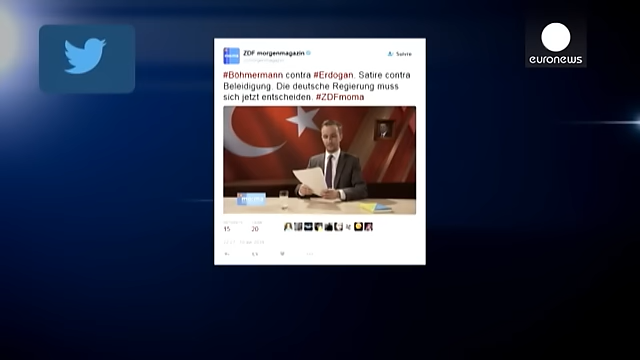 euronews
ZDF morgenmagazin
Suivre
#Böhmermann contra #Erdogan. Satire contra
Beleidigung. Die deutsche Regierung muss
sich jetzt entscheiden. #ZDFmoma
15 20